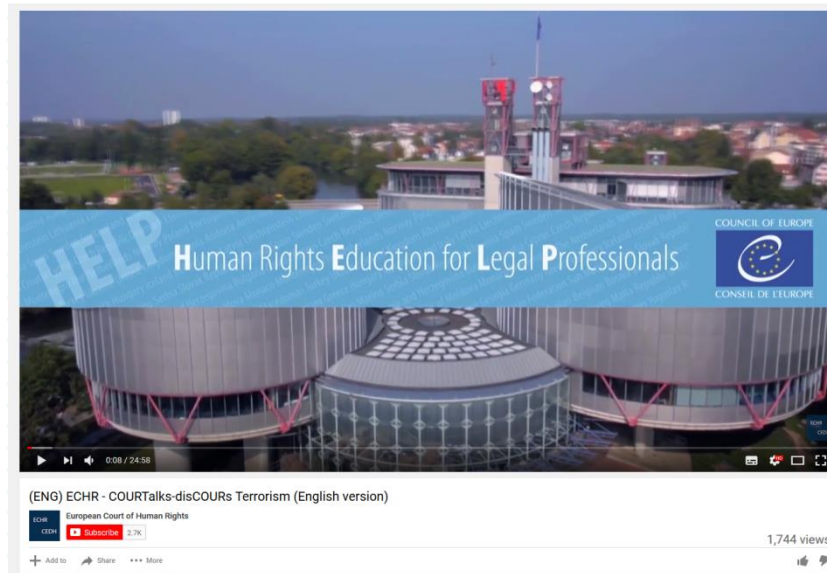 COUNCIL OF EUROPE
HELP
Human Rights Education for Legal Professionals
CONSEIL DE L'EUROPE
ECHR
0:08 / 24:58
HD
(ENG) ECHR - COURTalks-disCOURs Terrorism (English version)
ECHR
CEDH
European Court of Human Rights
Subscribe 2.7K
1,744 views
Add to Share More